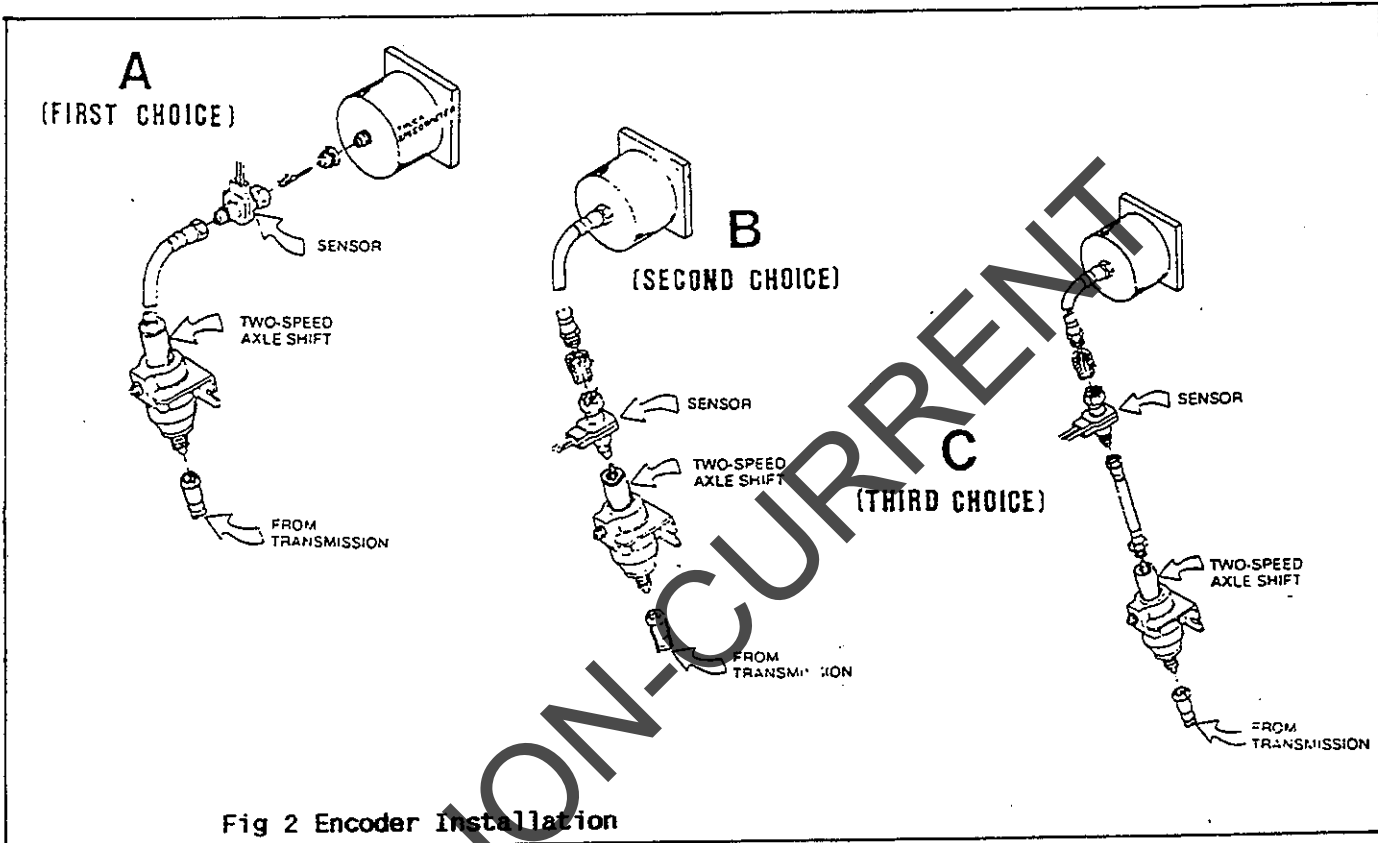 A
(FIRST CHOICE)
SENSOR
TWO-SPEED
AXLE SHIFT
FROM
TRANSMISSION
B
(SECOND CHOICE)
SENSOR
TWO-SPEED
AXLE SHIFT
FROM
C
(THIRD CHOICE)
SENSOR
TWO-SPEED
AXLE SHIFT
FROM
TRANSMISSION
Fig 2 Encoder Installation
ON-CURRENT